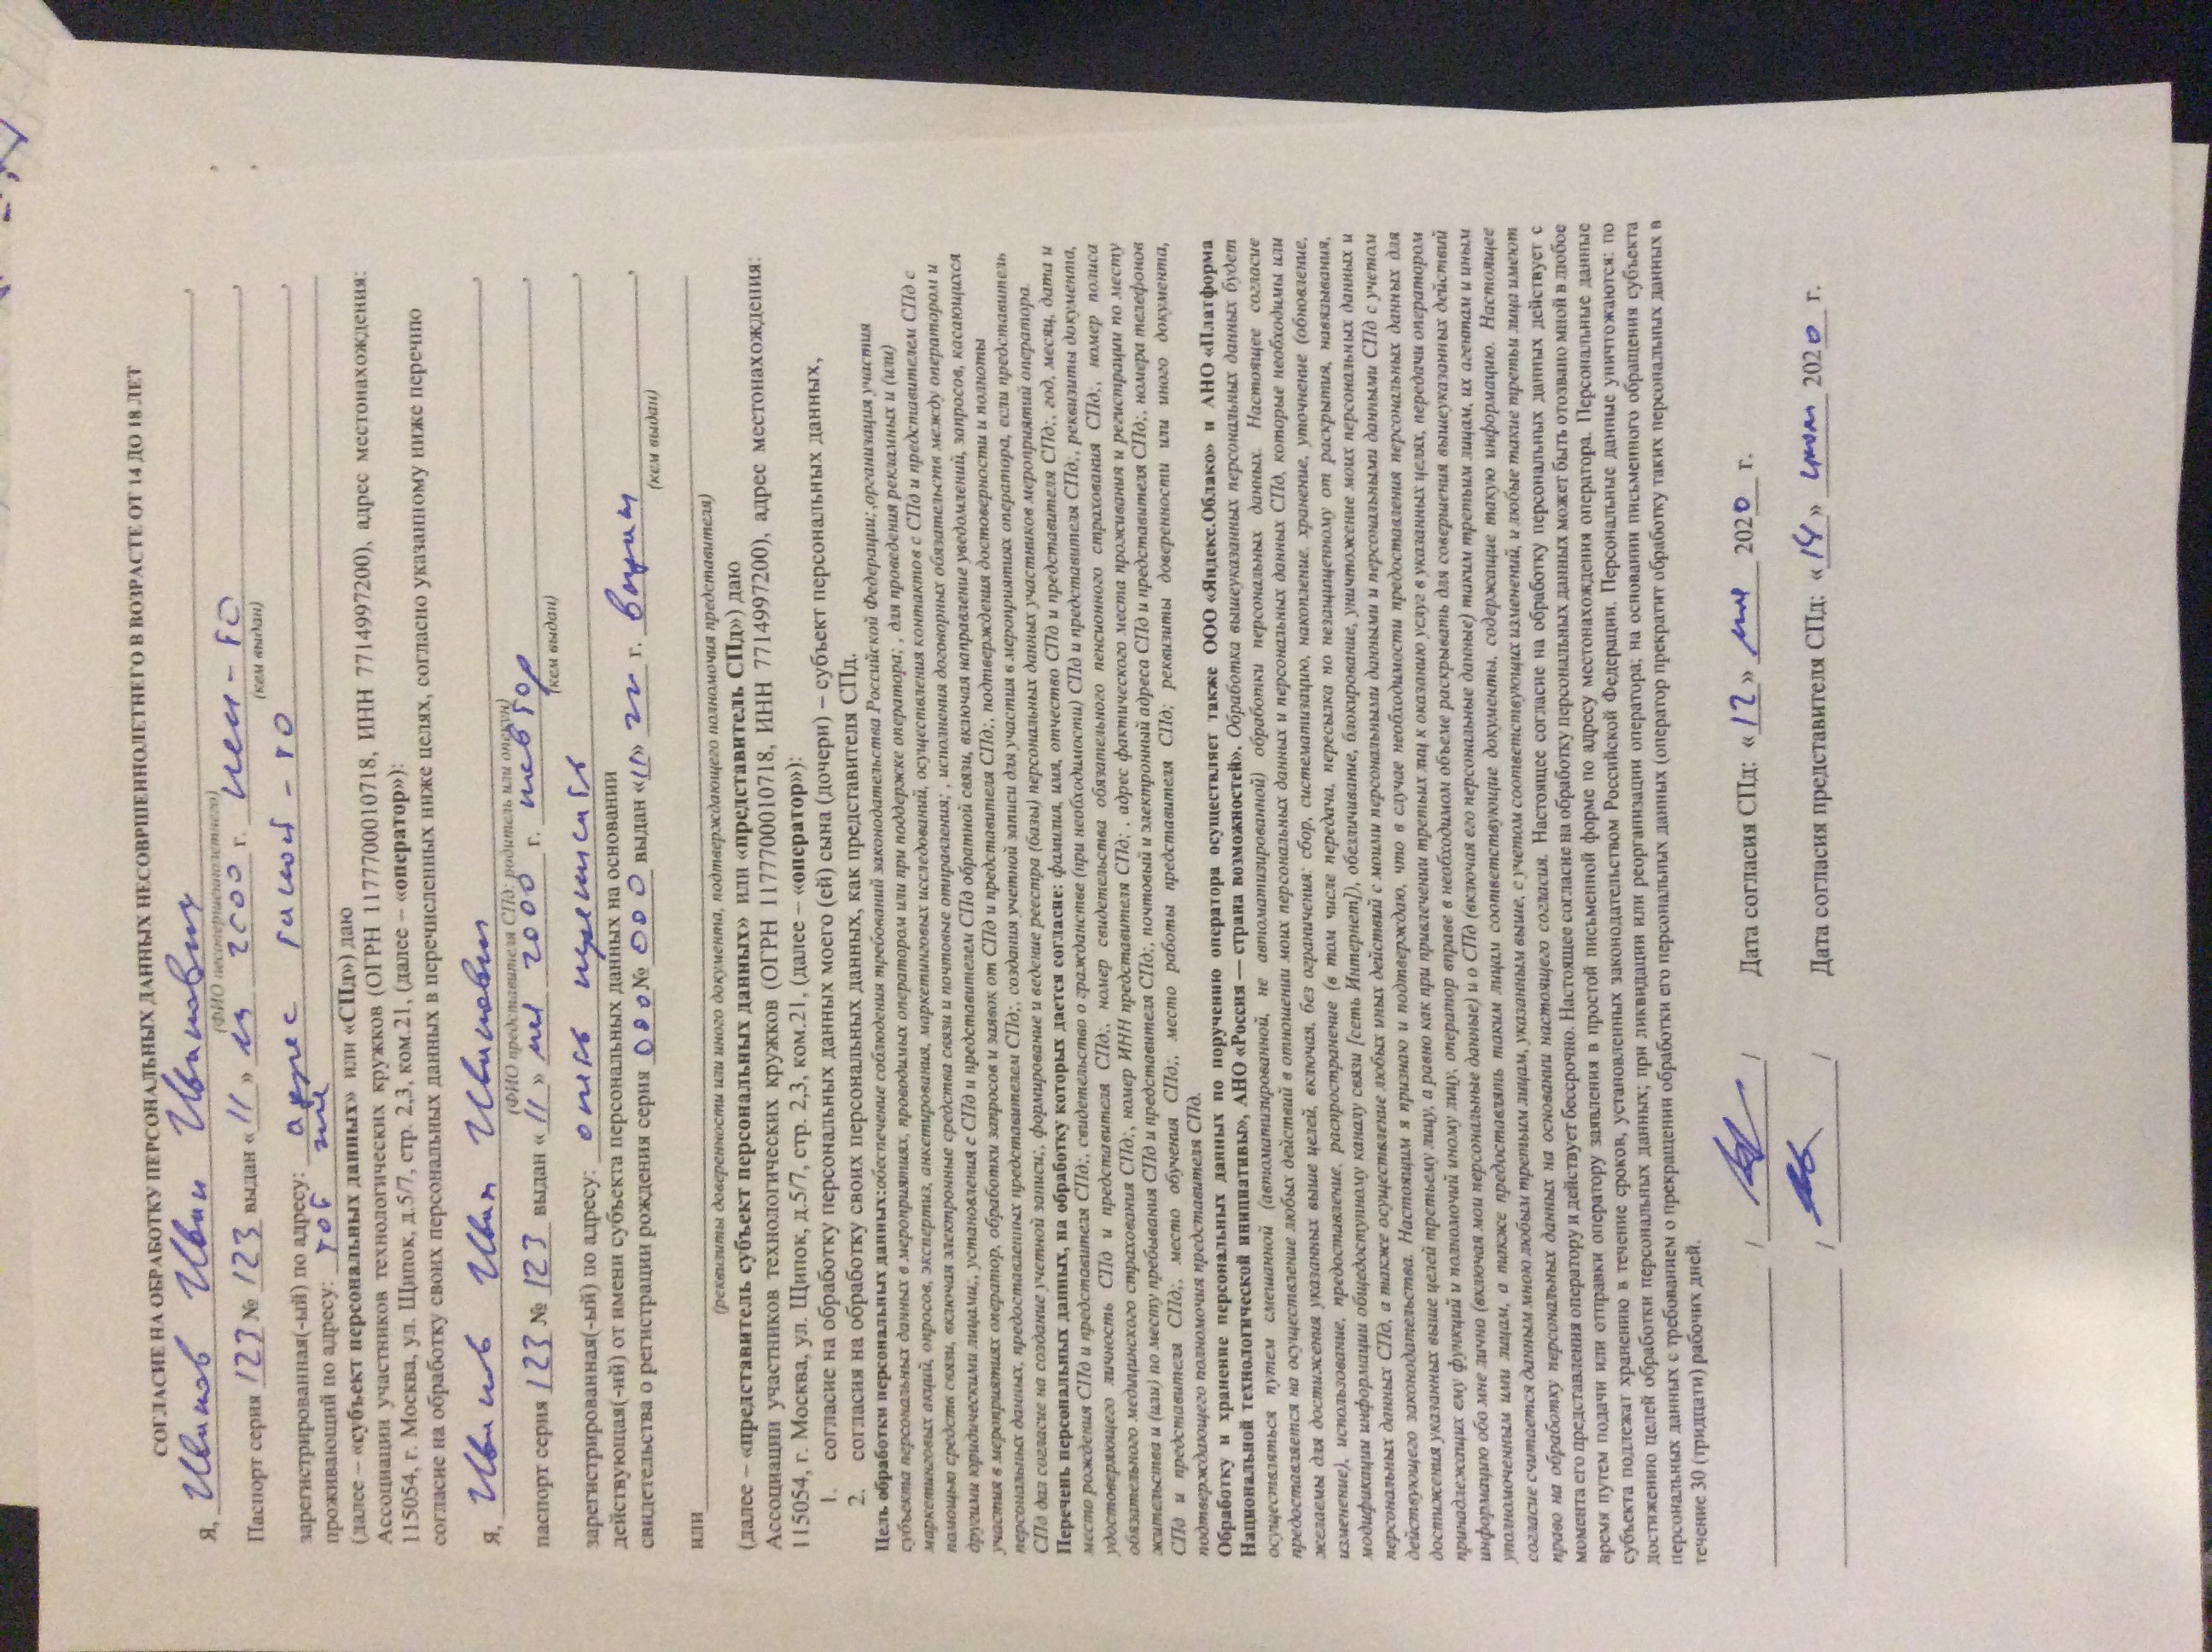 СОГЛАСИЕ НА ОБРАБОТКУ ПЕРСОНАЛЬНЫХ ДАННЫХ НЕСОВРШЕННОЛЕТНЕГО В ВОЗРАСТЕ ОТ 14 ДО 18 ЛЕТ
Я, Иванов Иван Иванович,
(ФИО несовершеннолетнего)
Паспорт серия 123 № 123 выдан «11» 2000 г. кем-то,
(кем выдан)
зарегистрированная(-ый) по адресу: адрес такой-то,
проживающий по адресу: тот же
(далее – «субъект персональных данных» или «СПд») даю
Ассоциации участников технологических кружков (ОГРН 1177700010718, ИНН 7714997200), адрес местонахождения:
115054, г. Москва, ул. Щипок, д.5/7, стр. 2,3, ком.21, (далее – «оператор»):
согласие на обработку своих персональных данных в перечисленных ниже целях, согласно указанному ниже перечню
Я, Иванов Иван Иванович,
(ФИО представителя СПд: родитель или опекун)
паспорт серия 123 № 123 выдан «11» 2000 г. повтор,
(кем выдан)
зарегистрированная(-ый) по адресу: опять переписать,
действующая(-ий) от имени субъекта персональных данных на основании
свидетельства о регистрации рождения серия 000 № 000 выдан «11» г.,
(кем выдан)
или
(реквизиты доверенности или иного документа, подтверждающего полномочия представителя)
(далее – «представитель субъект персональных данных» или «представитель СПд») даю
Ассоциации участников технологических кружков (ОГРН 1177700010718, ИНН 7714997200), адрес местонахождения:
115054, г. Москва, ул. Щипок, д.5/7, стр. 2,3, ком.21, (далее – «оператор»):
1. согласие на обработку персональных данных моего (ей) сына (дочери) – субъект персональных данных,
2. согласия на обработку своих персональных данных, как представителя СПд.
Цель обработки персональных данных:обеспечение соблюдения требований законодательства Российской Федерации;,организация участия
субъекта персональных данных в мероприятиях, проводимых оператором или при поддержке оператора; , для проведения рекламных и (или)
маркетинговых акций, опросов, экспертиз, анкетирования, маркетинговых исследований, осуществления контактов с СПд и представителем СПд с
помощью средств связи, включая электронные средства связи и почтовые отправления; , исполнения договорных обязательств между оператором и
другими юридическими лицами;, установления с СПд и представителем СПд обратной связи, включая направление уведомлений, запросов, касающихся
участия в мероприятиях оператор, обработки запросов и заявок от СПд и представителя СПд;, подтверждения достоверности и полноты
персональных данных, предоставленных представителем СПд;, создания учетной записи для участия в мероприятиях оператора, если представитель
СПд дал согласие на создание учетной записи;, формирование и ведение реестра (базы) персональных данных участников мероприятий оператора.
Перечень персональных данных, на обработку которых дается согласие: фамилия, имя, отчество СПд и представителя СПд;, год, месяц, дата и
место рождения СПд и представителя СПд;, свидетельство о гражданстве (при необходимости) СПд и представителя СПд;, реквизиты документа,
удостоверяющего личность СПд и представителя СПд;, номер свидетельства обязательного пенсионного страхования СПд;, номер полиса
обязательного медицинского страхования СПд;, номер ИНН представителя СПд; , адрес фактического места проживания и регистрации по месту
жительства и (или) по месту пребывания СПд и представителя СПд;, почтовый и электронный адреса СПд и представителя СПд;, номера телефонов
СПд и представителя СПд;, место обучения СПд;, место работы представителя СПд; реквизиты доверенности или иного документа,
подтверждающего полномочия представителя СПд.
Обработку и хранение персональных данных по поручению оператора осуществляет также ООО «Яндекс.Облако» и АНО «Платформа
Национальной технологической инициативы», АНО «Россия — страна возможностей». Обработка вышеуказанных персональных данных будет
осуществляться путем смешанной (автоматизированной, не автоматизированной) обработки персональных данных. Настоящее согласие
предоставляется на осуществление любых действий в отношении моих персональных данных и персональных данных СПд, которые необходимы или
желаемы для достижения указанных выше целей, включая, без ограничения: сбор, систематизацию, накопление, хранение, уточнение (обновление,
изменение), использование, предоставление, распространение (в том числе передача, пересылка по незащищенному от раскрытия, навязывания,
модификации информации общедоступному каналу связи [сеть Интернет]), обезличивание, блокирование, уничтожение моих персональных данных и
персональных данных СПд, а также осуществление любых иных действий с моими персональными данными и персональными данными СПд с учетом
действующего законодательства. Настоящим я признаю и подтверждаю, что в случае необходимости предоставления персональных данных для
достижения указанных выше целей третьему лицу, а равно как при привлечении третьих лиц к оказанию услуг в указанных целях, передачи оператором
принадлежащих ему функций и полномочий иному лицу, оператор вправе в необходимом объеме раскрывать для совершения вышеуказанных действий
информацию обо мне лично (включая мои персональные данные) и о СПд (включая его персональные данные) таким третьим лицам, их агентам и иным
уполномоченным ими лицам, а также предоставлять таким лицам соответствующие документы, содержащие такую информацию. Настоящее
согласие считается данным мною любым третьим лицам, указанным выше, с учетом соответствующих изменений, и любые такие третьи лица имеют
право на обработку персональных данных на основании настоящего согласия. Настоящее согласие на обработку персональных данных действует с
момента его представления оператору и действует бессрочно. Настоящее согласие на обработку персональных данных может быть отозвано мной в любое
время путем подачи или отправки оператору заявления в простой письменной форме по адресу местонахождения оператора. Персональные данные
субъекта подлежат хранению в течение сроков, установленных законодательством Российской Федерации. Персональные данные уничтожаются: по
достижению целей обработки персональных данных; при ликвидации или реорганизации оператора; на основании письменного обращения субъекта
персональных данных с требованием о прекращении обработки его персональных данных (оператор прекратит обработку таких персональных данных в
течение 30 (тридцати) рабочих дней.
/ / Дата согласия СПд: «12» 2020 г.
/ / Дата согласия представителя СПд: «14» 2020 г.